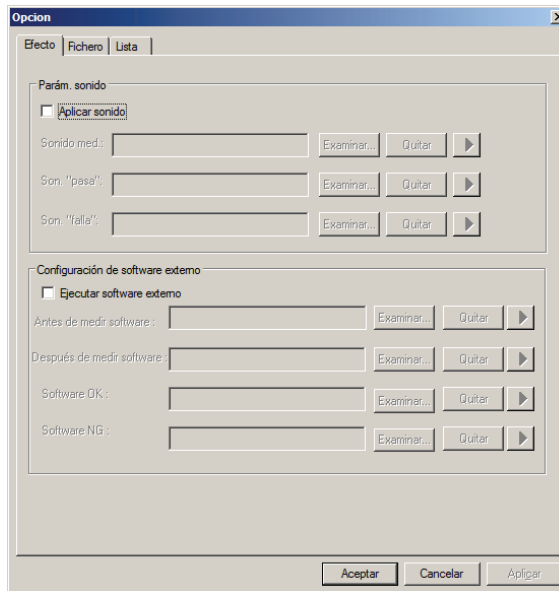 Opcion
Efecto Fichero Lista
Parám. sonido
Aplicar sonido
Sonido med.: Examinar... Quitar
Son. "pasa": Examinar... Quitar
Son. "falla": Examinar... Quitar
Configuración de software externo
Ejecutar software externo
Antes de medir software : Examinar... Quitar
Después de medir software : Examinar... Quitar
Software OK : Examinar... Quitar
Software NG : Examinar... Quitar
Aceptar Cancelar Aplicar